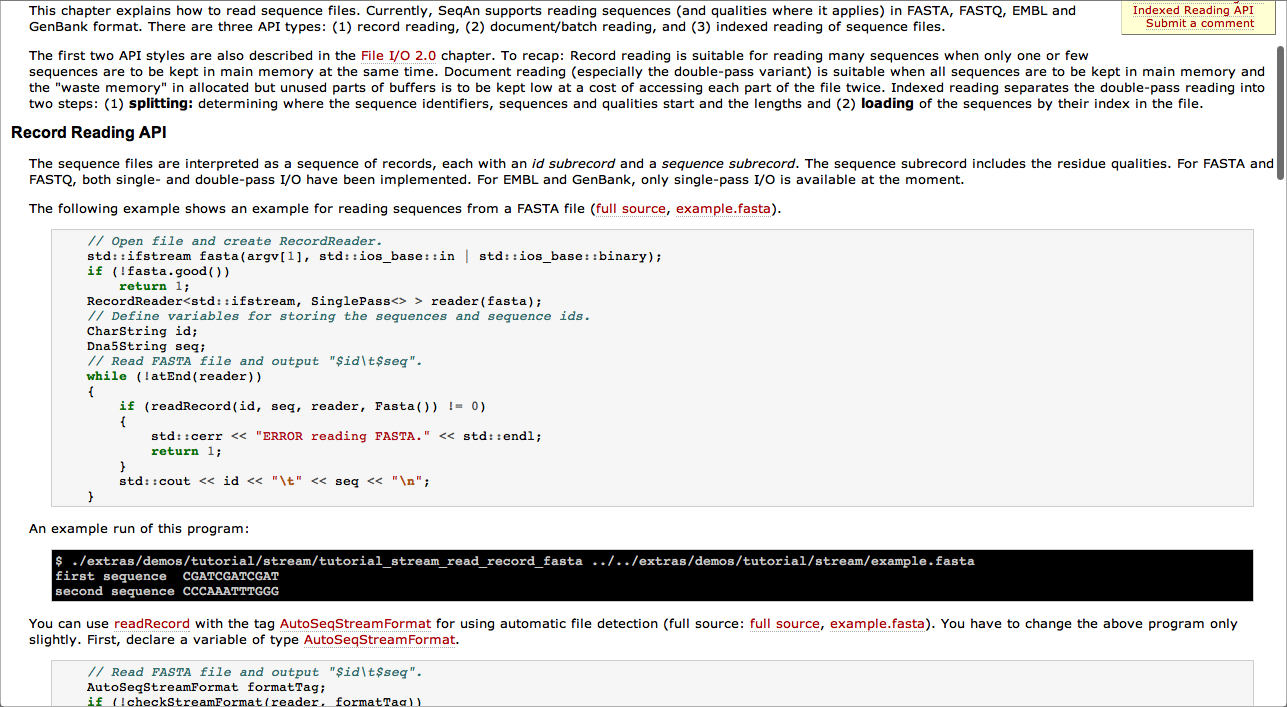 This chapter explains how to read sequence files. Currently, SeqAn supports reading sequences (and qualities where it applies) in FASTA, FASTQ, EMBL and
GenBank format. There are three API types: (1) record reading, (2) document/batch reading, and (3) indexed reading of sequence files.
Indexed Reading API
Submit a comment
The first two API styles are also described in the File I/O 2.0 chapter. To recap: Record reading is suitable for reading many sequences when only one or few
sequences are to be kept in main memory at the same time. Document reading (especially the double-pass variant) is suitable when all sequences are to be kept in main memory and
the "waste memory" in allocated but unused parts of buffers is to be kept low at a cost of accessing each part of the file twice. Indexed reading separates the double-pass reading into
two steps: (1) splitting: determining where the sequence identifiers, sequences and qualities start and the lengths and (2) loading of the sequences by their index in the file.
Record Reading API
The sequence files are interpreted as a sequence of records, each with an id subrecord and a sequence subrecord. The sequence subrecord includes the residue qualities. For FASTA and
FASTQ, both single- and double-pass I/O have been implemented. For EMBL and GenBank, only single-pass I/O is available at the moment.
The following example shows an example for reading sequences from a FASTA file (full source, example.fasta).
// Open file and create RecordReader.
std::ifstream fasta(argv[1], std::ios_base::in | std::ios_base::binary);
if (!fasta.good())
return 1;
RecordReader<std::ifstream, SinglePass<> > reader(fasta);
// Define variables for storing the sequences and sequence ids.
CharString id;
Dna5String seq;
// Read FASTA file and output "$id\t$seq".
while (!atEnd(reader))
{
if (readRecord(id, seq, reader, Fasta()) != 0)
{
std::cerr << "ERROR reading FASTA." << std::endl;
return 1;
}
std::cout << id << "\t" << seq << "\n";
}
An example run of this program:
$ ./extras/demos/tutorial/stream/tutorial_stream_read_record_fasta ../../extras/demos/tutorial/stream/example.fasta
first sequence  CGATCGATCGAT
second sequence CCCAAATTTGGG
You can use readRecord with the tag AutoSeqStreamFormat for using automatic file detection (full source: full source, example.fasta). You have to change the above program only
slightly. First, declare a variable of type AutoSeqStreamFormat.
// Read FASTA file and output "$id\t$seq".
AutoSeqStreamFormat formatTag;
if (!checkStreamFormat(reader, formatTag))